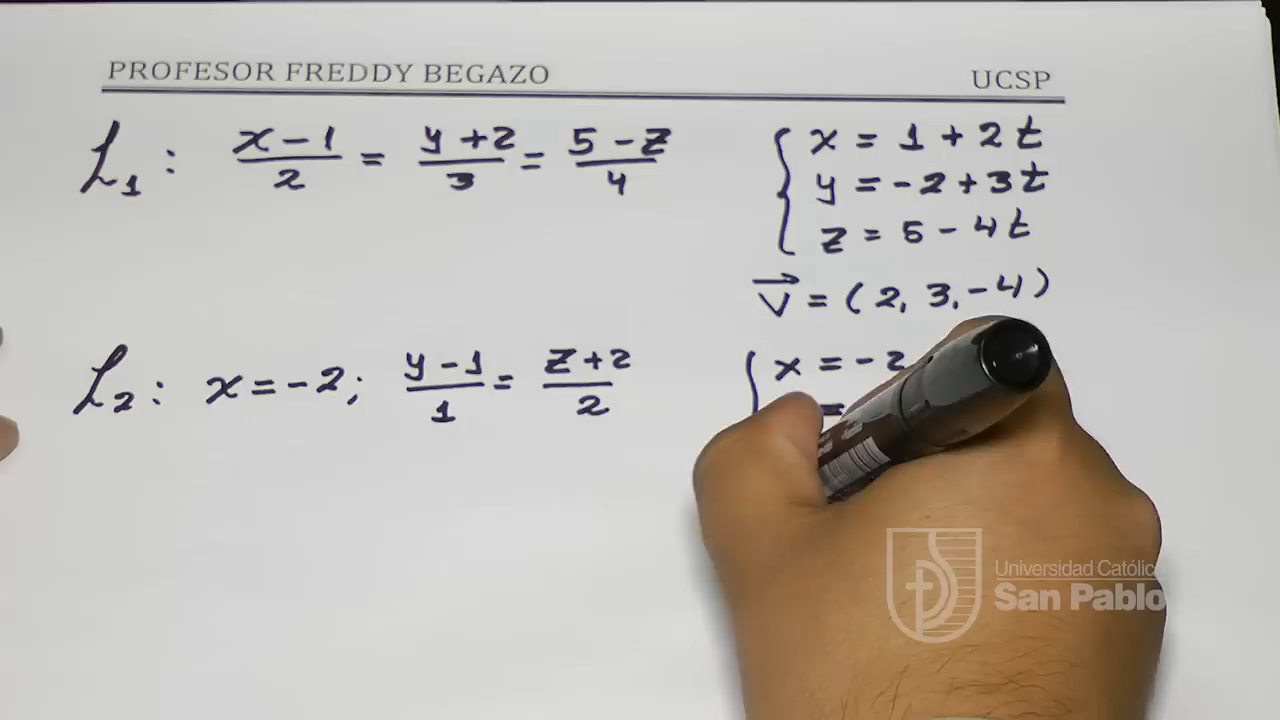 PROFESOR FREDDY BEGAZO UCSP
L₁ : (x − 1)/2 = (y + 2)/3 = (5 − z)/4
x = 1 + 2t
y = -2 + 3t
z = 5 - 4t
v⃗ = (2, 3, -4)
L₂ : x = -2; (y - 1)/1 = (z + 2)/2
x = -2
=
Universidad Católic
San Pablo